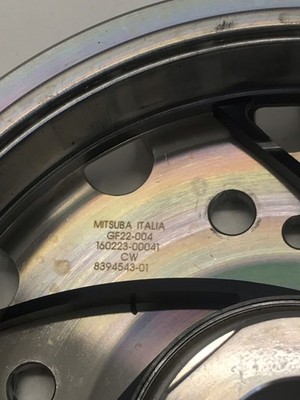 MITSUBA ITALIA
GF22-004
160223-00041
CW
8394543-01